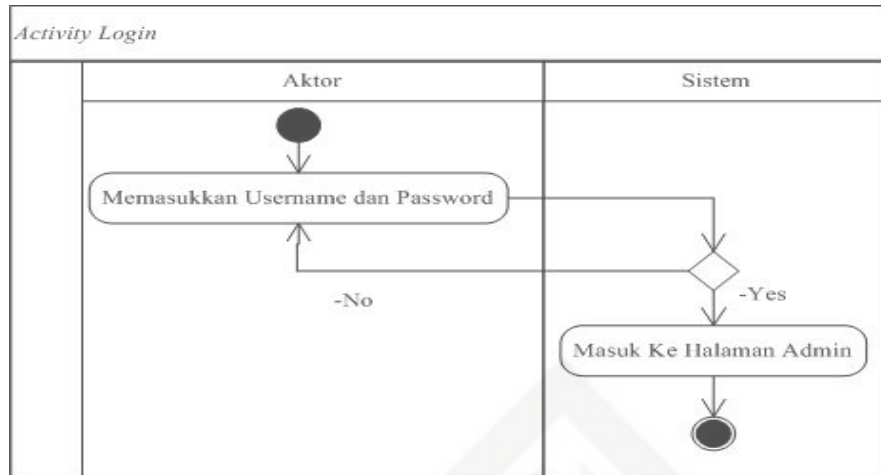 Activity Login
Aktor
Sistem
Memasukkan Username dan Password
-No
-Yes
Masuk Ke Halaman Admin